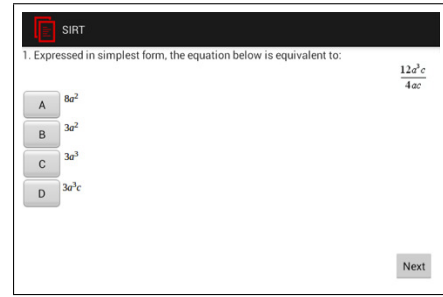 SIRT
1. Expressed in simplest form, the equation below is equivalent to:
12a³c
4ac
A 8a²
B 3a²
C 3a³
D 3a³c
Next